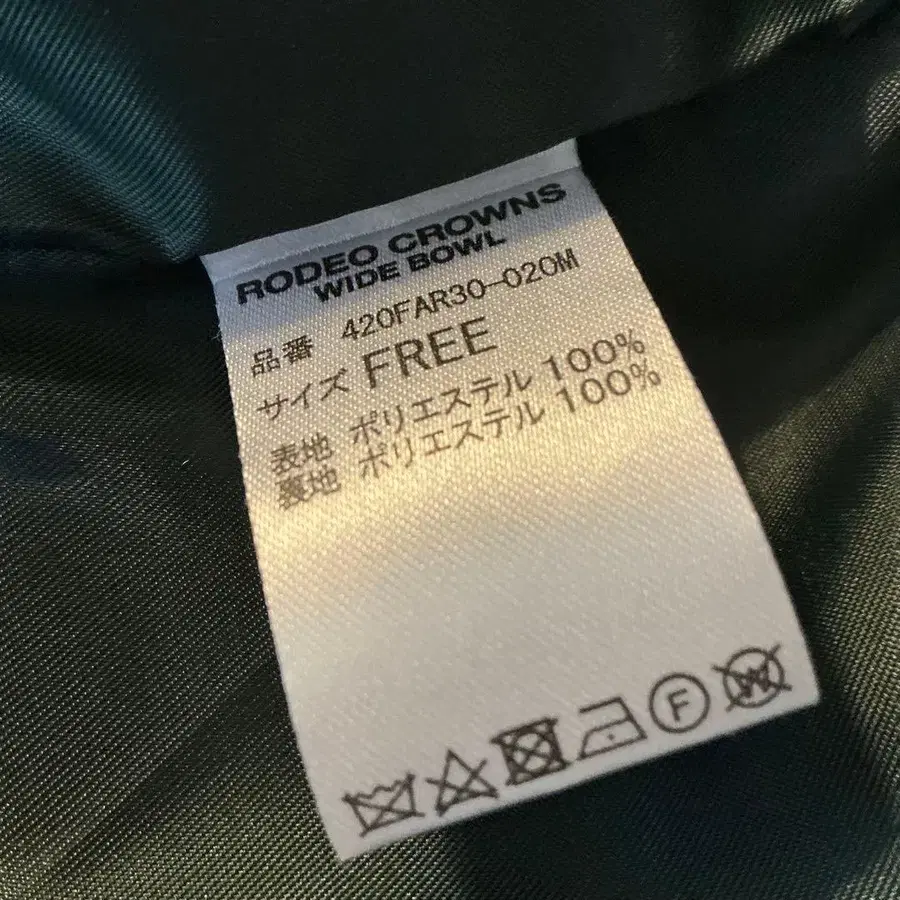 RODEO CROWNS
WIDE BOWL
品番 420FAR30-020M
サイズ FREE
表地 ポリエステル 100%
裏地 ポリエステル 100%
F
W